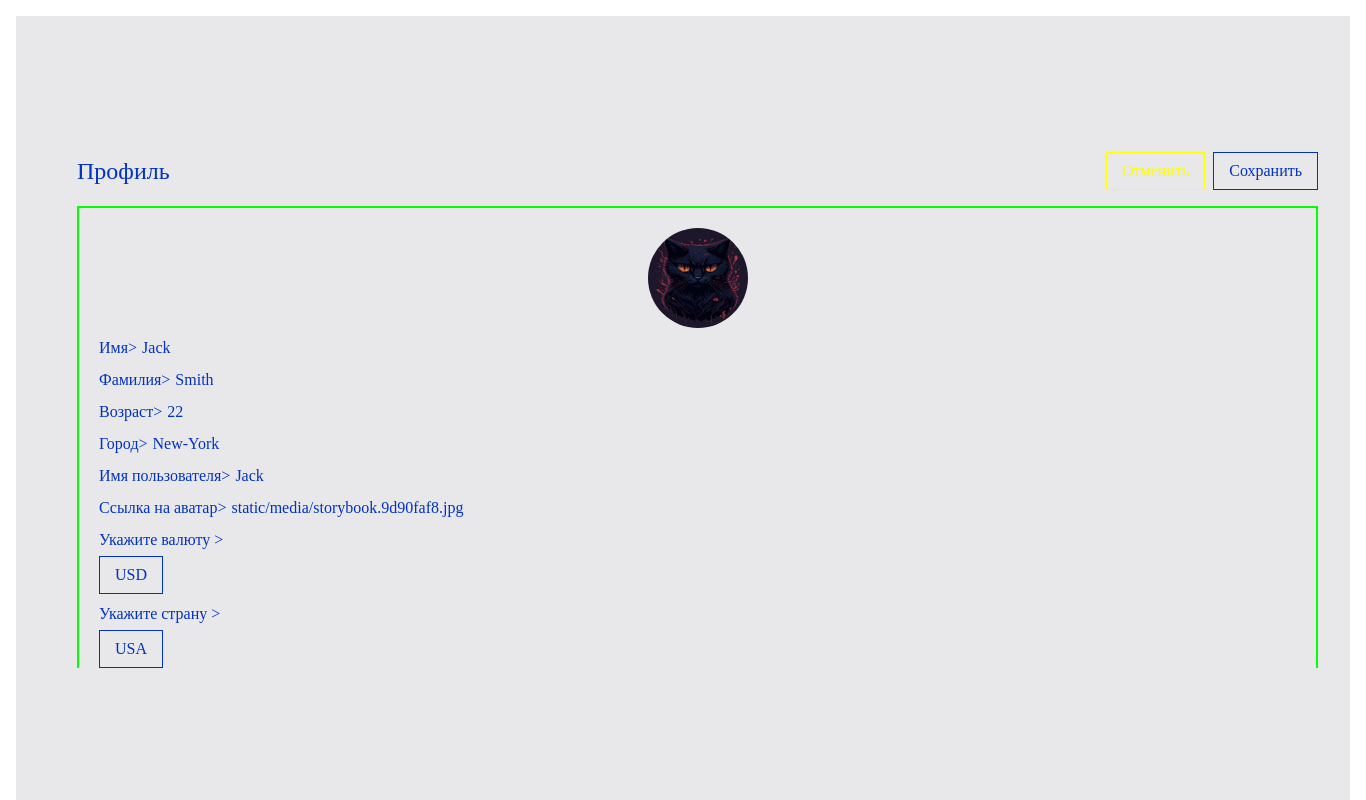 Профиль
Отменить
Сохранить
Имя> Jack
Фамилия> Smith
Возраст> 22
Город> New-York
Имя пользователя> Jack
Ссылка на аватар> static/media/storybook.9d90faf8.jpg
Укажите валюту >
USD
Укажите страну >
USA